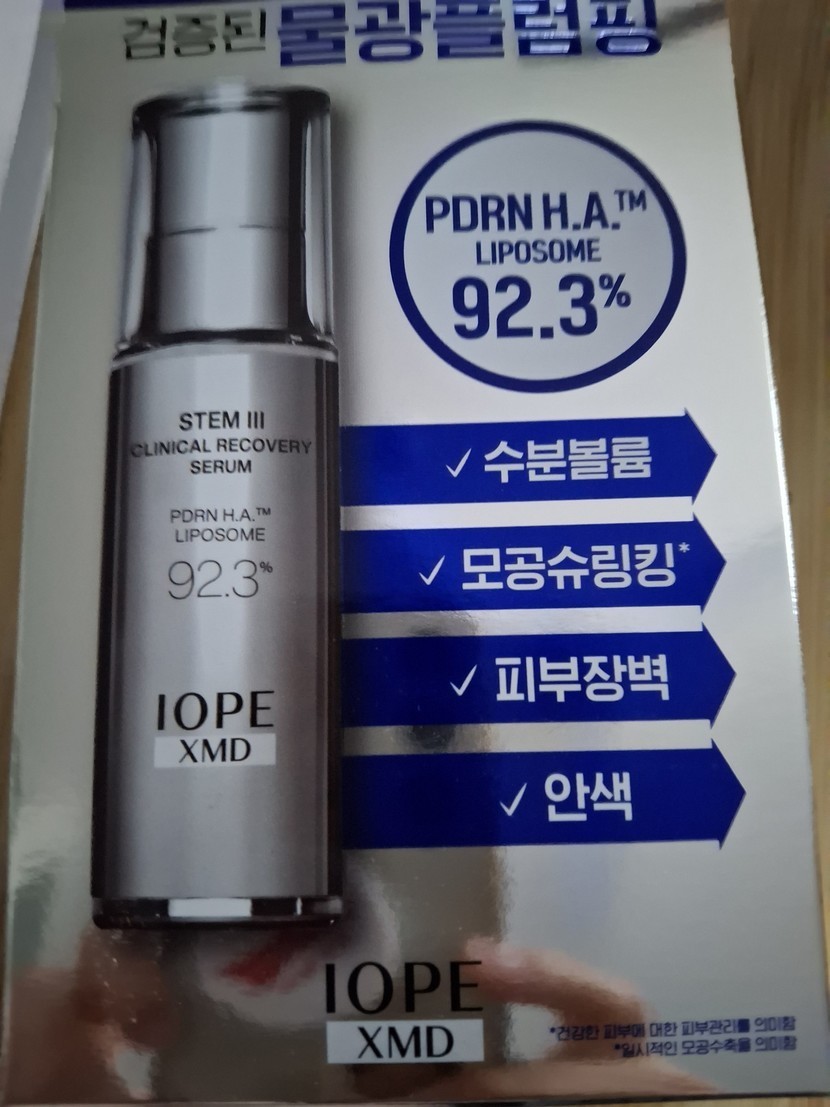 검증된 물광플럼핑
PDRN H.A.™
LIPOSOME
92.3%
STEM III
CLINICAL RECOVERY
SERUM
PDRN H.A.™
LIPOSOME
92.3%
IOPE
XMD
✓ 수분볼륨
✓ 모공슈링킹*
✓ 피부장벽
✓ 안색
IOPE
XMD
*건강한 피부에 대한 피부관리를 의미함
*일시적인 모공수축을 의미함